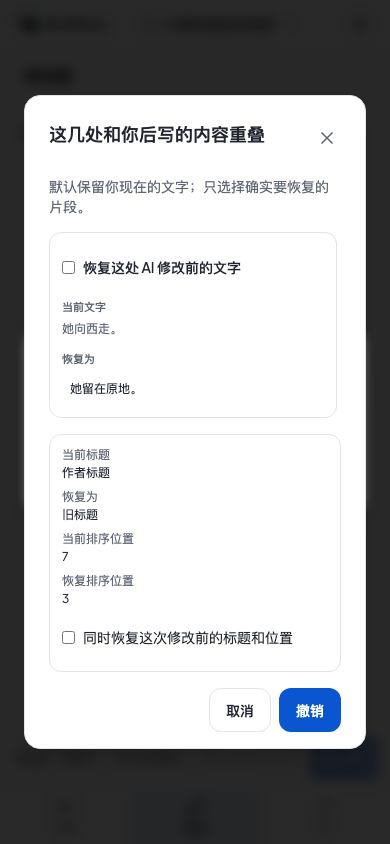 这几处和你后写的内容重叠
默认保留你现在的文字；只选择确实要恢复的
片段。
恢复这处 AI 修改前的文字
当前文字
她向西走。
恢复为
她留在原地。
当前标题
作者标题
恢复为
旧标题
当前排序位置
7
恢复排序位置
3
同时恢复这次修改前的标题和位置
取消
撤销